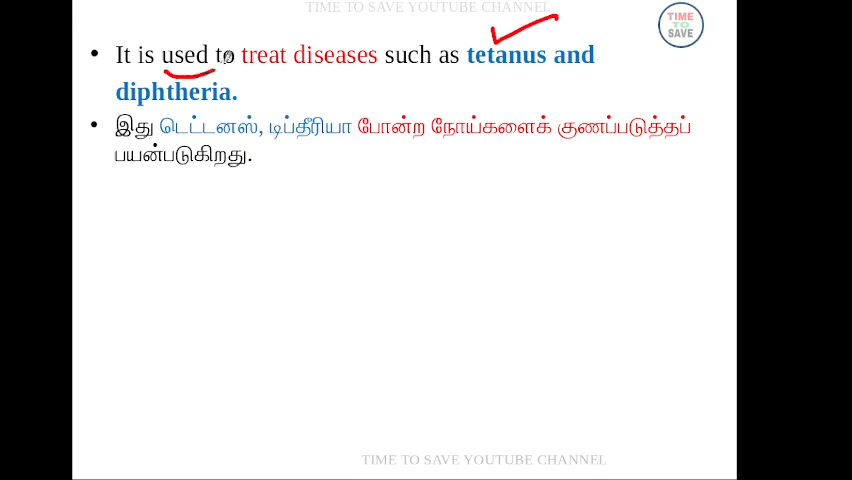 TIME TO SAVE YOUTUBE CHANNEL
TIME
TO
SAVE
• It is used to treat diseases such as tetanus and
diphtheria.
• இது டெட்டனஸ், டிப்தீரியா போன்ற நோய்களைக் குணப்படுத்தப்
பயன்படுகிறது.
TIME TO SAVE YOUTUBE CHANNEL